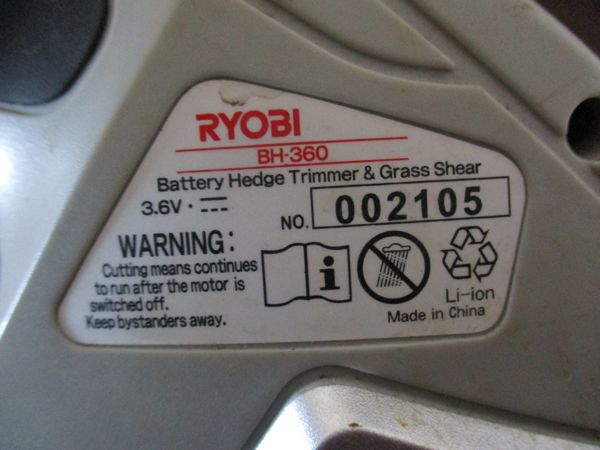 RYOBI
BH-360
Battery Hedge Trimmer & Grass Shear
3.6V
NO. 002105
WARNING:
Cutting means continues
to run after the motor is
switched off.
Keep bystanders away.
i
Li-ion
Made in China